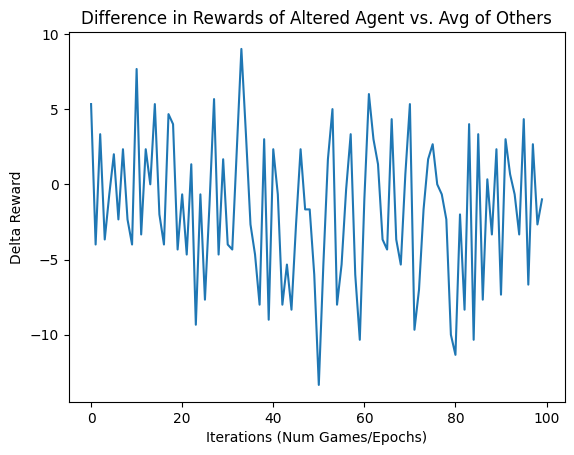 Difference in Rewards of Altered Agent vs. Avg of Others
10
5
0
−5
−10
Delta Reward
0 20 40 60 80 100
Iterations (Num Games/Epochs)